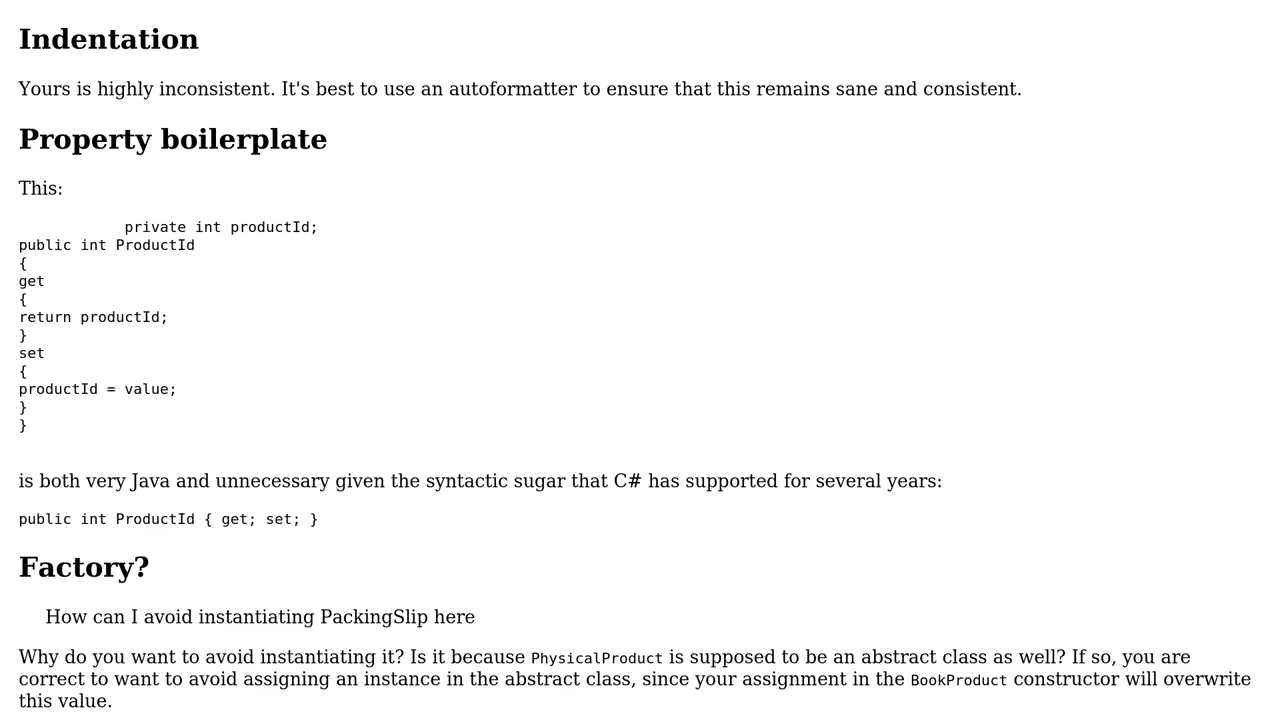 Indentation
Yours is highly inconsistent. It's best to use an autoformatter to ensure that this remains sane and consistent.
Property boilerplate
This:
            private int productId;
public int ProductId
{
get
{
return productId;
}
set
{
productId = value;
}
}
is both very Java and unnecessary given the syntactic sugar that C# has supported for several years:
public int ProductId { get; set; }
Factory?
How can I avoid instantiating PackingSlip here
Why do you want to avoid instantiating it? Is it because PhysicalProduct is supposed to be an abstract class as well? If so, you are
correct to want to avoid assigning an instance in the abstract class, since your assignment in the BookProduct constructor will overwrite
this value.